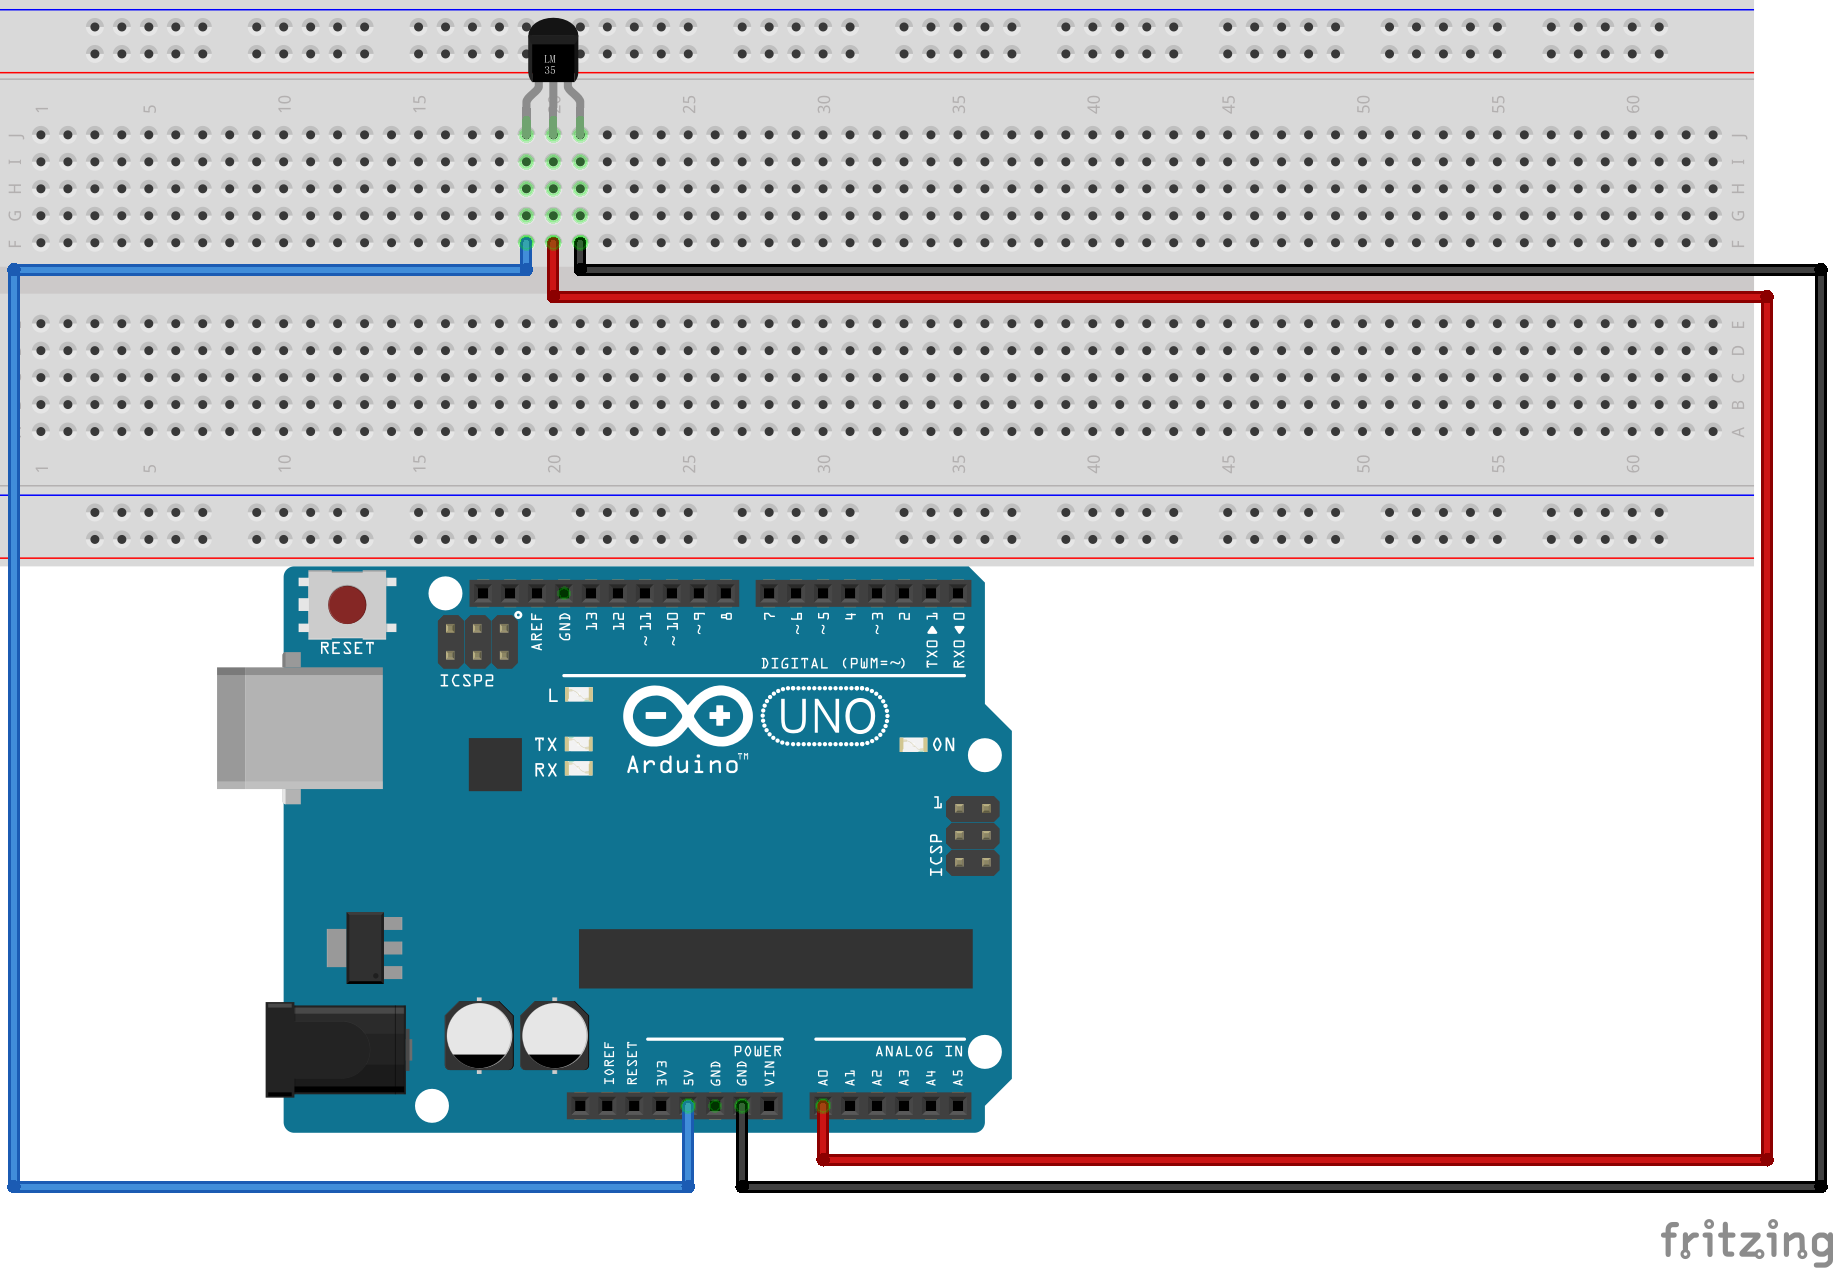 LM
35
1 5 10 15 20 25 30 35 40 45 50 55 60
J J
I I
H H
G G
F F
E
D
C
B
A
1 5 10 15 20 25 30 35 40 45 50 55 60
RESET
ICSP2
AREF GND 13 12 ~11 ~10 ~9 8 7 ~6 ~5 4 ~3 2 TX0▶1 RX0◀0
DIGITAL (PWM=~)
L
TX
RX
Arduino™
UNO
ON
1
ICSP
POWER
ANALOG IN
IOREF RESET 3V3 5V GND GND VIN A0 A1 A2 A3 A4 A5
fritzing